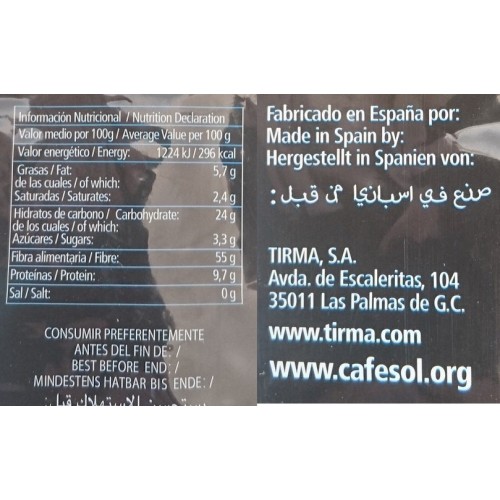 Información Nutricional / Nutrition Declaration
Valor medio por 100g / Average Value per 100 g
Valor energético / Energy: 1224 kJ / 296 kcal
Grasas / Fat: 5,7 g
de las cuales / of which:
Saturadas / Saturates: 2,4 g
Hidratos de carbono / Carbohydrate: 24 g
de los cuales / of which:
Azúcares / Sugars: 3,3 g
Fibra alimentaria / Fibre: 55 g
Proteínas / Protein: 9,7 g
Sal / Salt: 0 g
CONSUMIR PREFERENTEMENTE
ANTES DEL FIN DE: /
BEST BEFORE END: /
MINDESTENS HATBAR BIS ENDE: /
Fabricado en España por:
Made in Spain by:
Hergestellt in Spanien von:
صنع في اسبانيا من قبل:
TIRMA, S.A.
Avda. de Escaleritas, 104
35011 Las Palmas de G.C.
www.tirma.com
www.cafesol.org